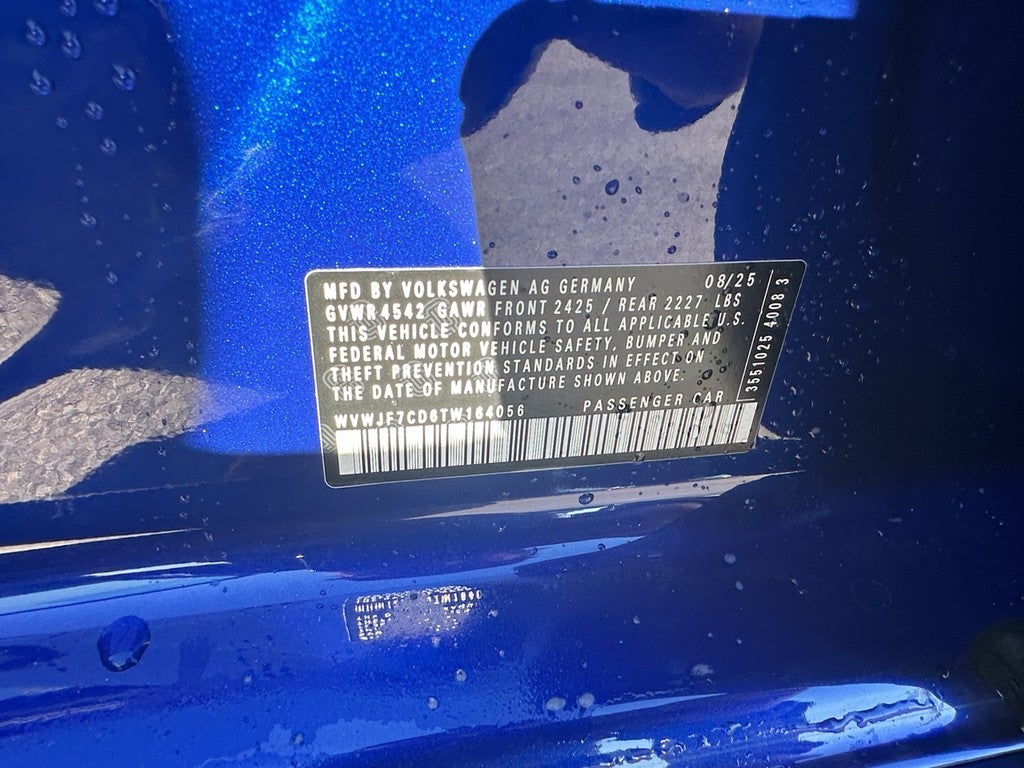 MFD BY VOLKSWAGEN AG GERMANY 08/25
GVWR 4542 GAWR FRONT 2425 / REAR 2227 LBS
THIS VEHICLE CONFORMS TO ALL APPLICABLE U.S.
FEDERAL MOTOR VEHICLE SAFETY, BUMPER AND
THEFT PREVENTION STANDARDS IN EFFECT ON
THE DATE OF MANUFACTURE SHOWN ABOVE:
WVWJF7CD6TW164056 PASSENGER CAR
3551025 4008 3